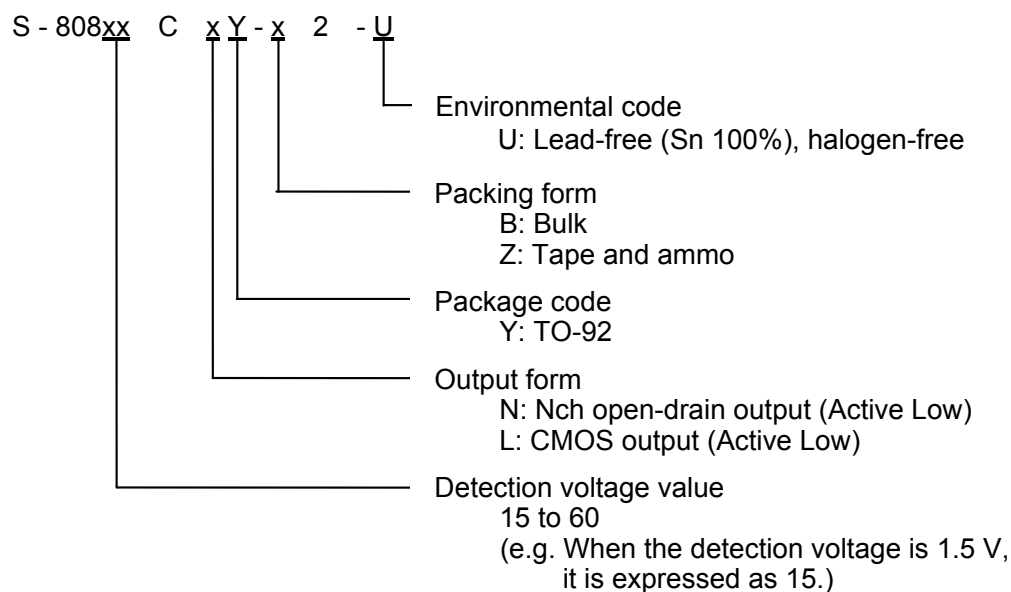 S - 808xx C x Y - x 2 - U
Environmental code
U: Lead-free (Sn 100%), halogen-free
Packing form
B: Bulk
Z: Tape and ammo
Package code
Y: TO-92
Output form
N: Nch open-drain output (Active Low)
L: CMOS output (Active Low)
Detection voltage value
15 to 60
(e.g. When the detection voltage is 1.5 V,
it is expressed as 15.)